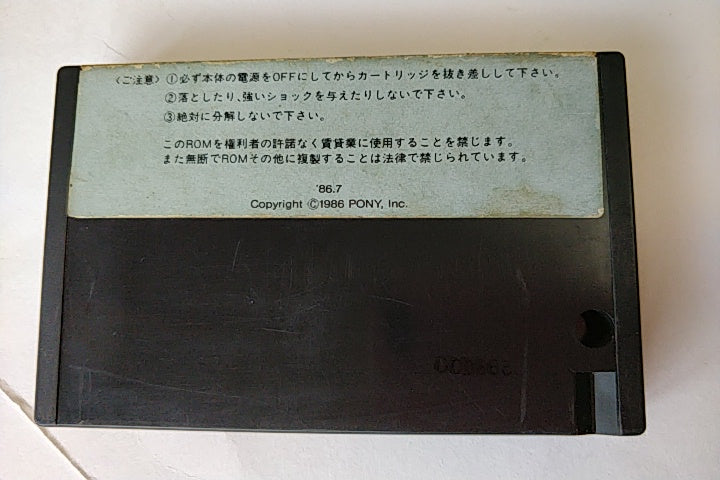 〈ご注意〉①必ず本体の電源をOFFにしてからカートリッジを抜き差しして下さい。
②落としたり、強いショックを与えたりしないで下さい。
③絶対に分解しないで下さい。
このROMを権利者の許諾なく賃貸業に使用することを禁じます。
また無断でROMその他に複製することは法律で禁じられています。
'86.7
Copyright ©1986 PONY, Inc.